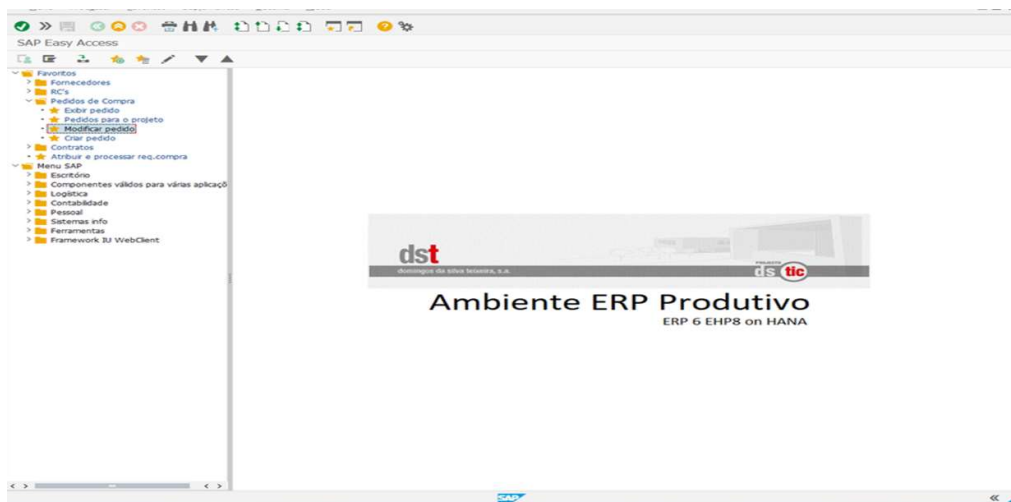 SAP Easy Access
Favoritos
Fornecedores
RC's
Pedidos de Compra
Exibir pedido
Pedidos para o projeto
Modificar pedido
Criar pedido
Contratos
Atribuir e processar req.compra
Menu SAP
Escritório
Componentes válidos para várias aplicaçõ
Logística
Contabilidade
Pessoal
Sistemas info
Ferramentas
Framework IU WebClient
dst
domingos da silva teixeira, s.a.
ds tic
Ambiente ERP Produtivo
ERP 6 EHP8 on HANA
SAP